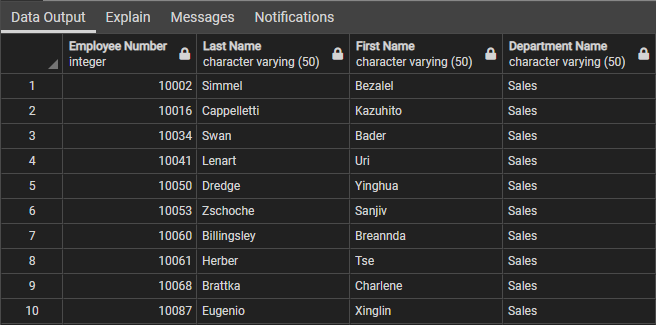 Data Output Explain Messages Notifications
Employee Number Last Name First Name Department Name
integer character varying (50) character varying (50) character varying (50)
1 10002 Simmel Bezalel Sales
2 10016 Cappelletti Kazuhito Sales
3 10034 Swan Bader Sales
4 10041 Lenart Uri Sales
5 10050 Dredge Yinghua Sales
6 10053 Zschoche Sanjiv Sales
7 10060 Billingsley Breannda Sales
8 10061 Herber Tse Sales
9 10068 Brattka Charlene Sales
10 10087 Eugenio Xinglin Sales